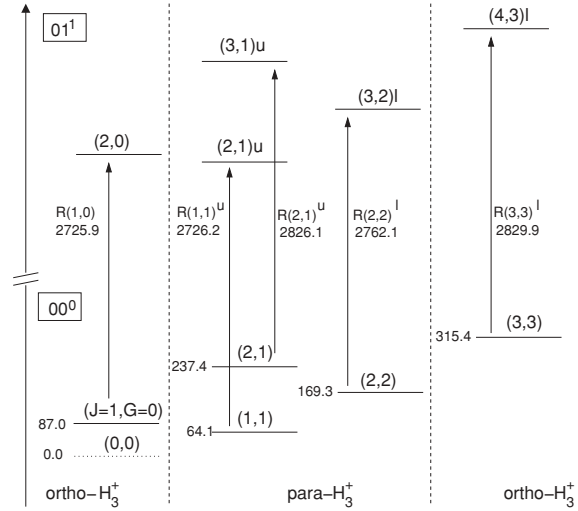 01¹
(4,3)l
(3,1)u
(3,2)l
(2,0)
(2,1)u
R(1,0)
2725.9
R(1,1)ᵘ
2726.2
R(2,1)ᵘ
2826.1
R(2,2)ˡ
2762.1
R(3,3)ˡ
2829.9
00⁰
315.4
(3,3)
237.4
(2,1)
169.3
(2,2)
(J=1,G=0)
87.0
64.1
(1,1)
(0,0)
0.0
ortho−H₃⁺
para−H₃⁺
ortho−H₃⁺